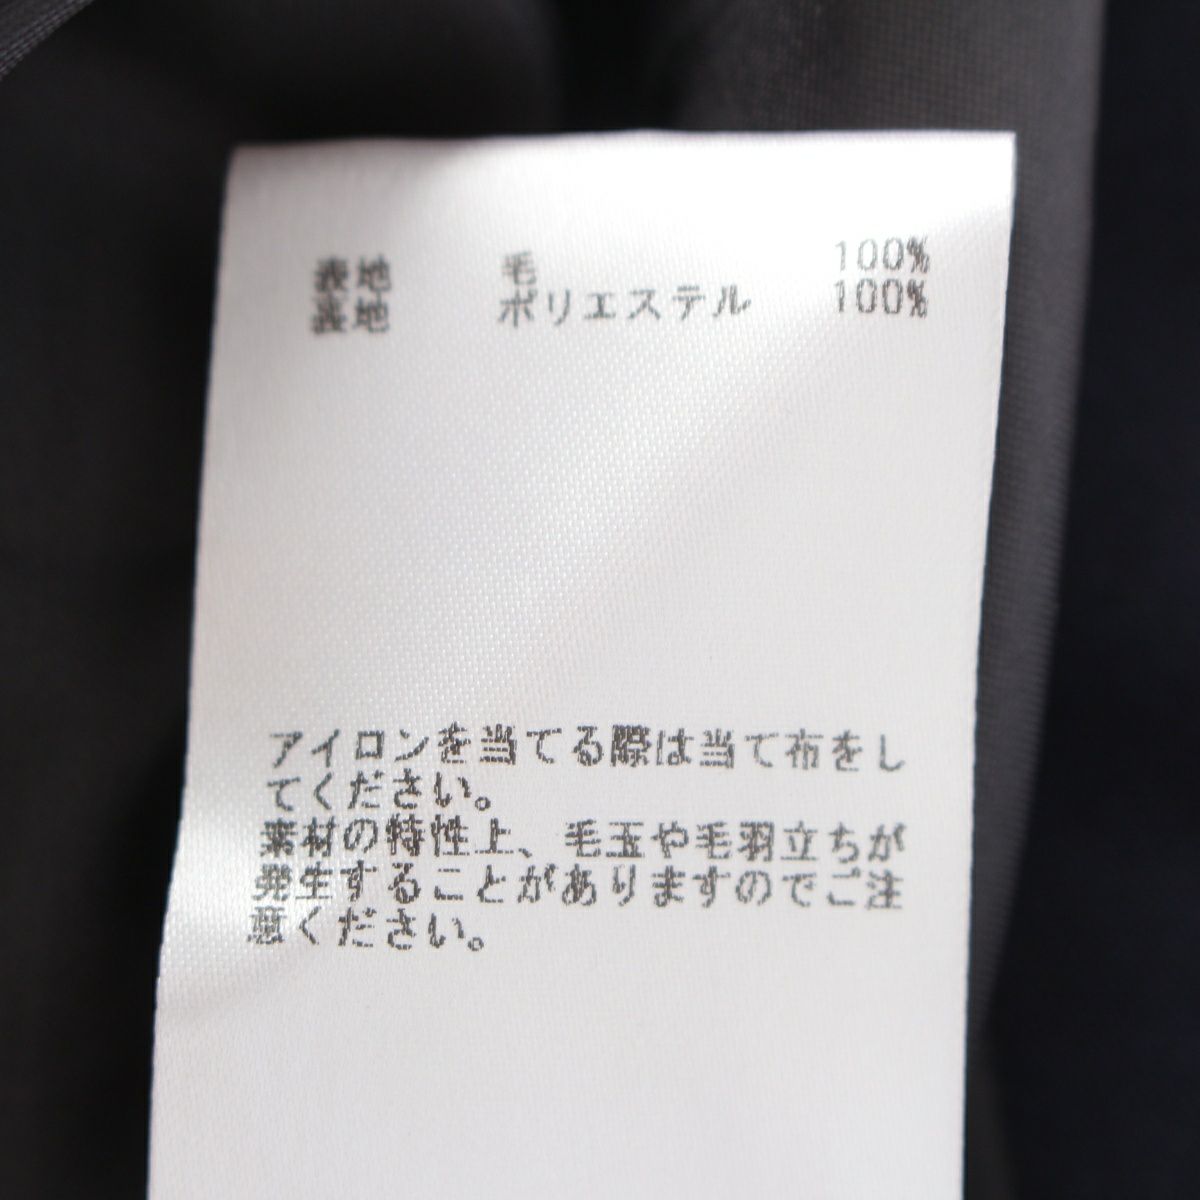 表地 毛 100%
裏地 ポリエステル 100%
アイロンを当てる際は当て布をし
てください。
素材の特性上、毛玉や毛羽立ちが
発生することがありますのでご注
意ください。